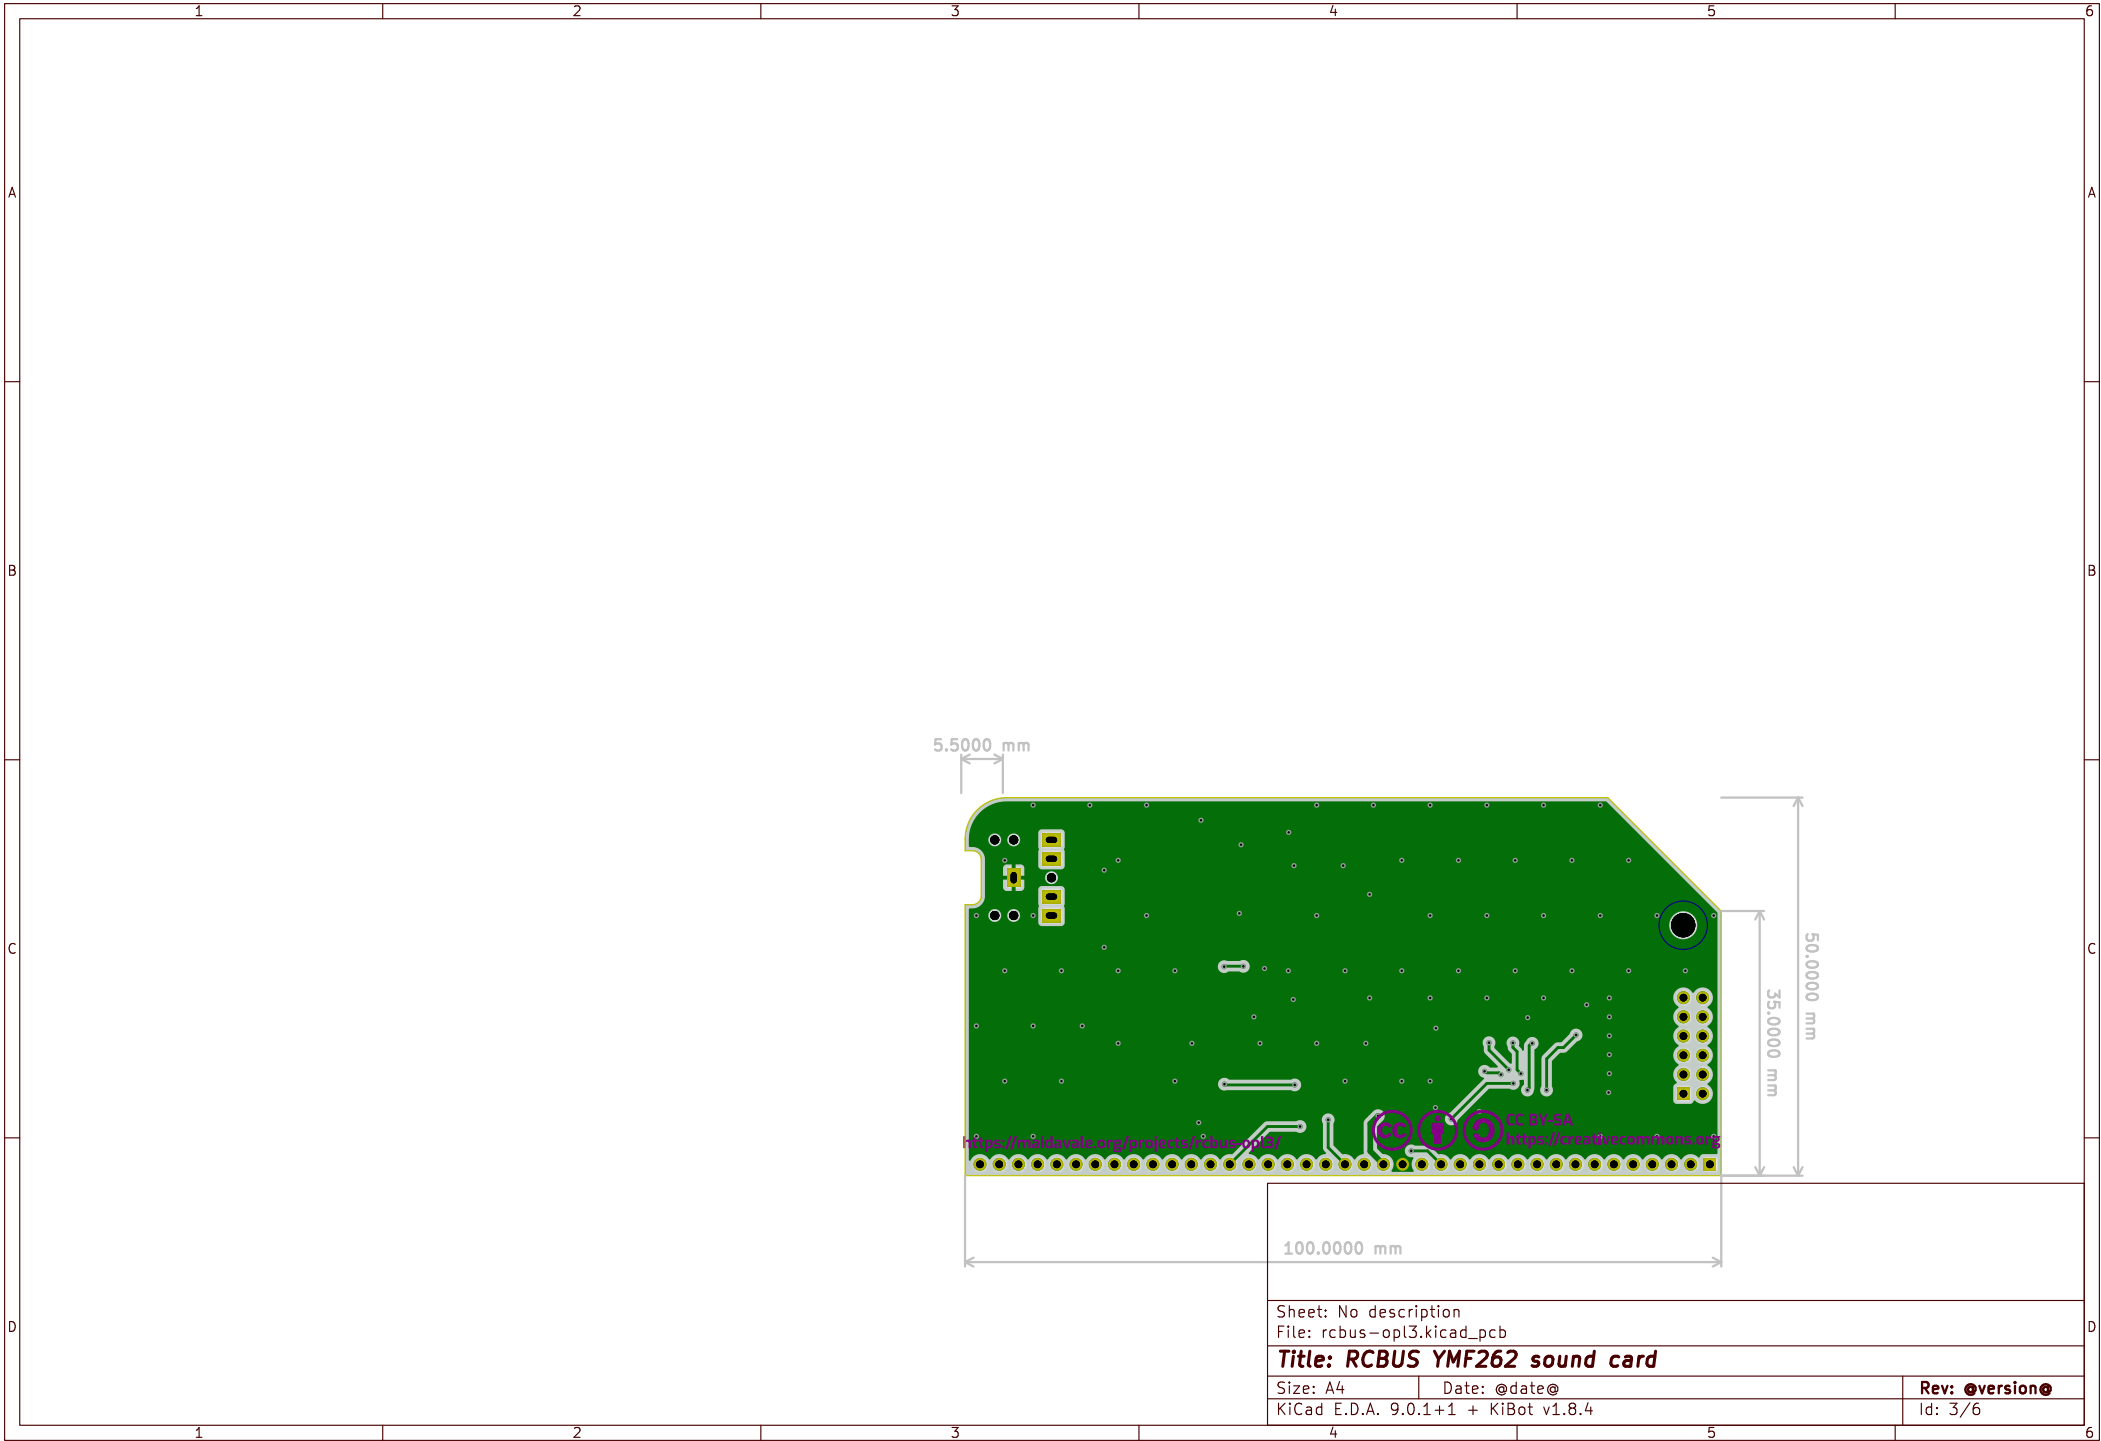 1 2 3 4 5 6
A A
B B
5.5000 mm
C C
50.0000 mm
35.0000 mm
CC BY-SA
cc
https://maidavale.org/projects/rcbus-opl3/
https://creativecommons.org
100.0000 mm
Sheet: No description
File: rcbus-opl3.kicad_pcb
D D
Title: RCBUS YMF262 sound card
Size: A4 Date: @date@ Rev: @version@
KiCad E.D.A. 9.0.1+1 + KiBot v1.8.4 Id: 3/6
1 2 3 4 5 6